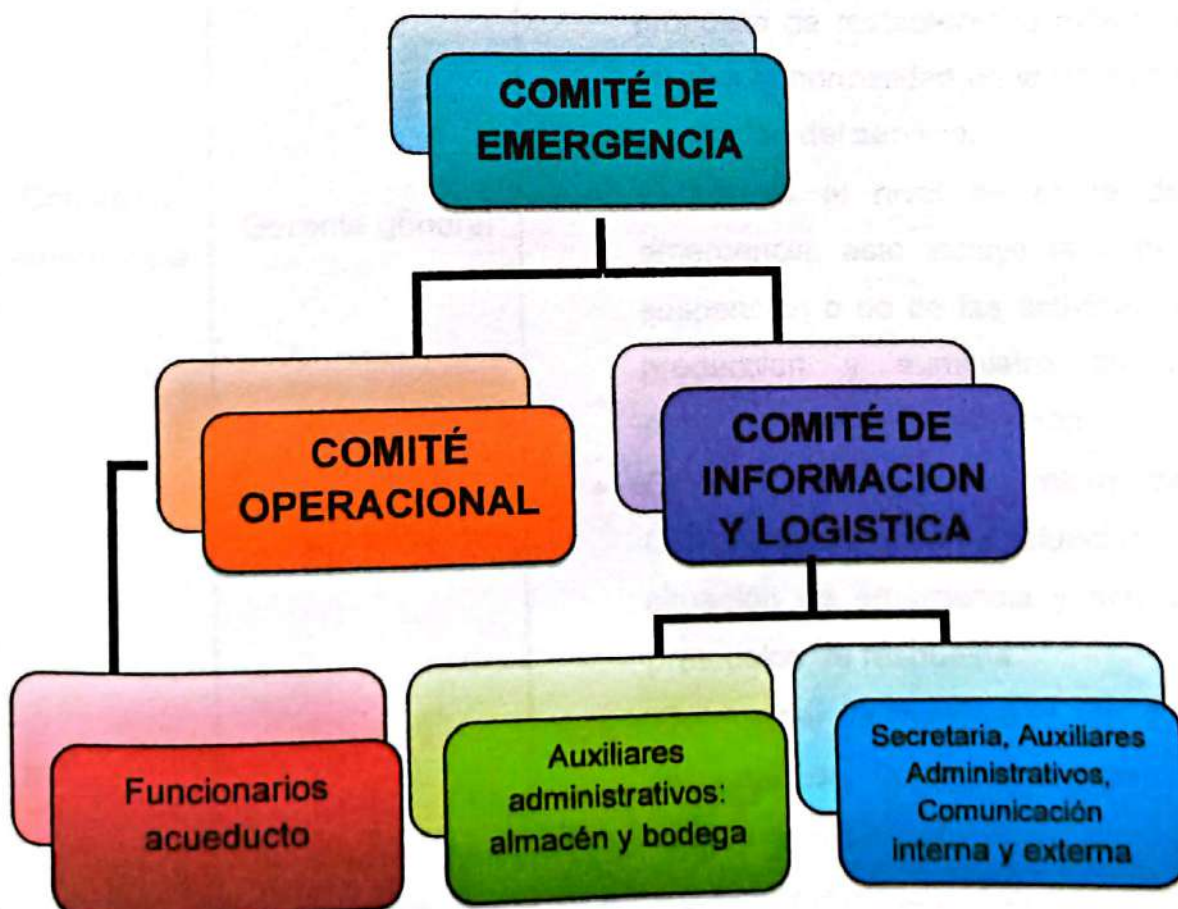 COMITÉ DE
EMERGENCIA
COMITÉ
OPERACIONAL
COMITÉ DE
INFORMACION
Y LOGISTICA
Funcionarios
acueducto
Auxiliares
administrativos:
almacén y bodega
Secretaria, Auxiliares
Administrativos,
Comunicación
interna y externa